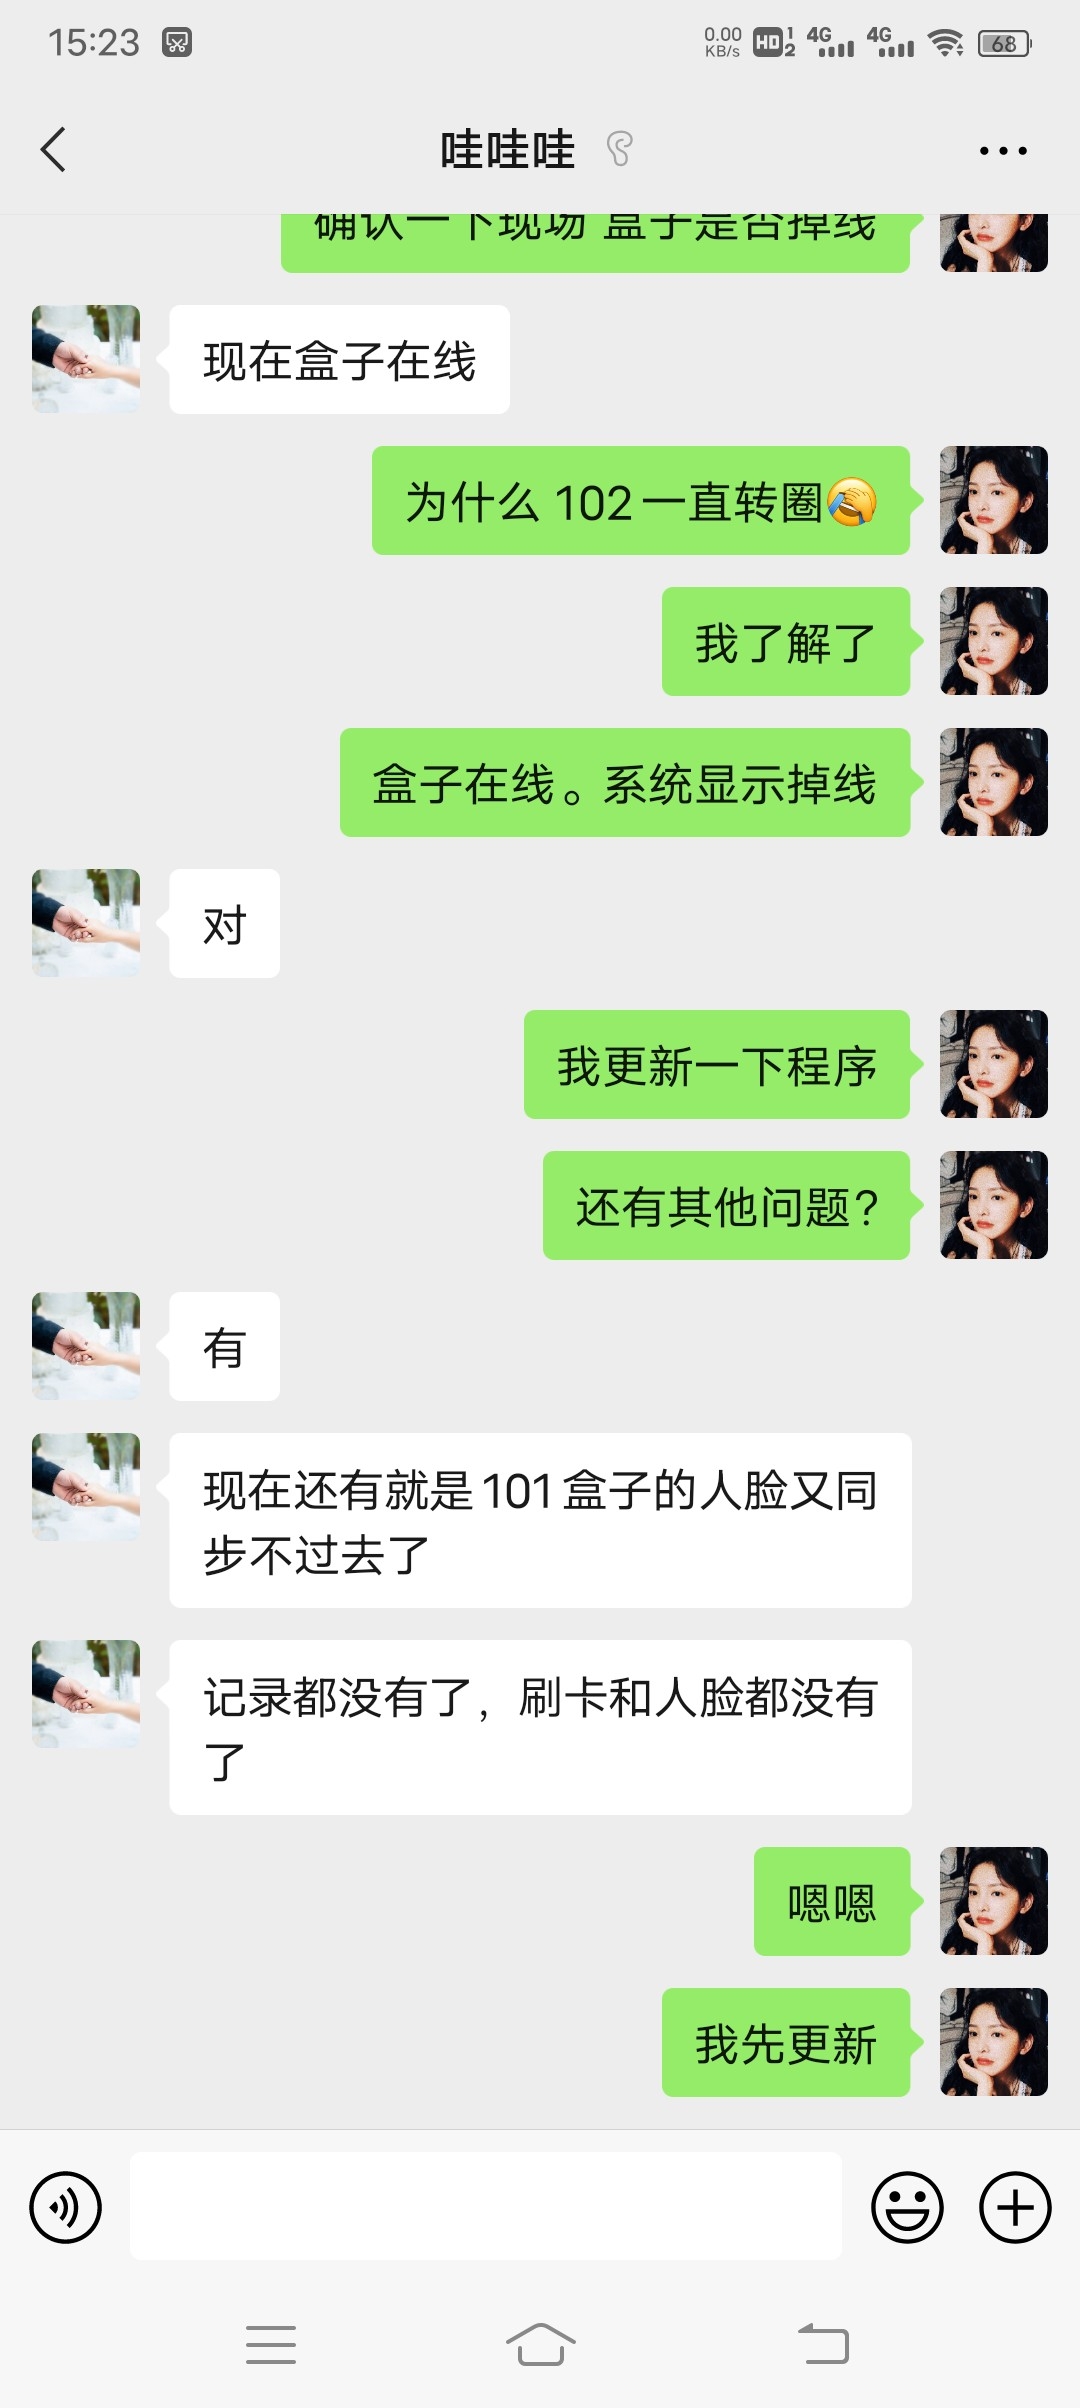 15:23
0.00 KB/s HD 1 2 4G 4G 68
哇哇哇
确认一下现场 盒子是否掉线
现在盒子在线
为什么 102 一直转圈
我了解了
盒子在线。系统显示掉线
对
我更新一下程序
还有其他问题?
有
现在还有就是 101 盒子的人脸又同
步不过去了
记录都没有了，刷卡和人脸都没有
了
嗯嗯
我先更新